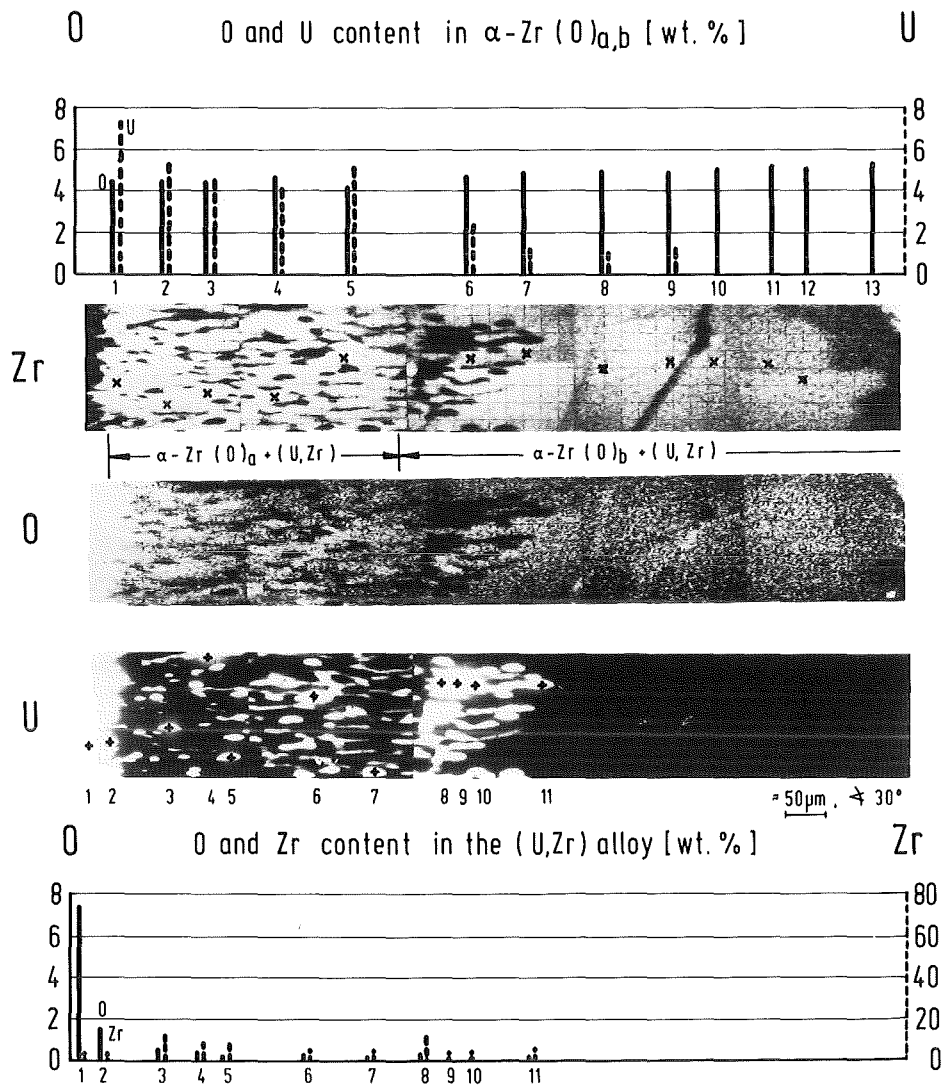 O O and U content in α-Zr (O)a,b [wt. %] U
8 8
6 U 6
4 O 4
2 2
0 0
1 2 3 4 5 6 7 8 9 10 11 12 13
Zr
α-Zr (O)a + (U,Zr) α-Zr (O)b + (U, Zr)
O
U
1 2 3 4 5 6 7 8 9 10 11 ≈ 50µm, ∢ 30°
O O and Zr content in the (U,Zr) alloy [wt. %] Zr
8 80
6 60
4 40
2 O 20
Zr
0 0
1 2 3 4 5 6 7 8 9 10 11